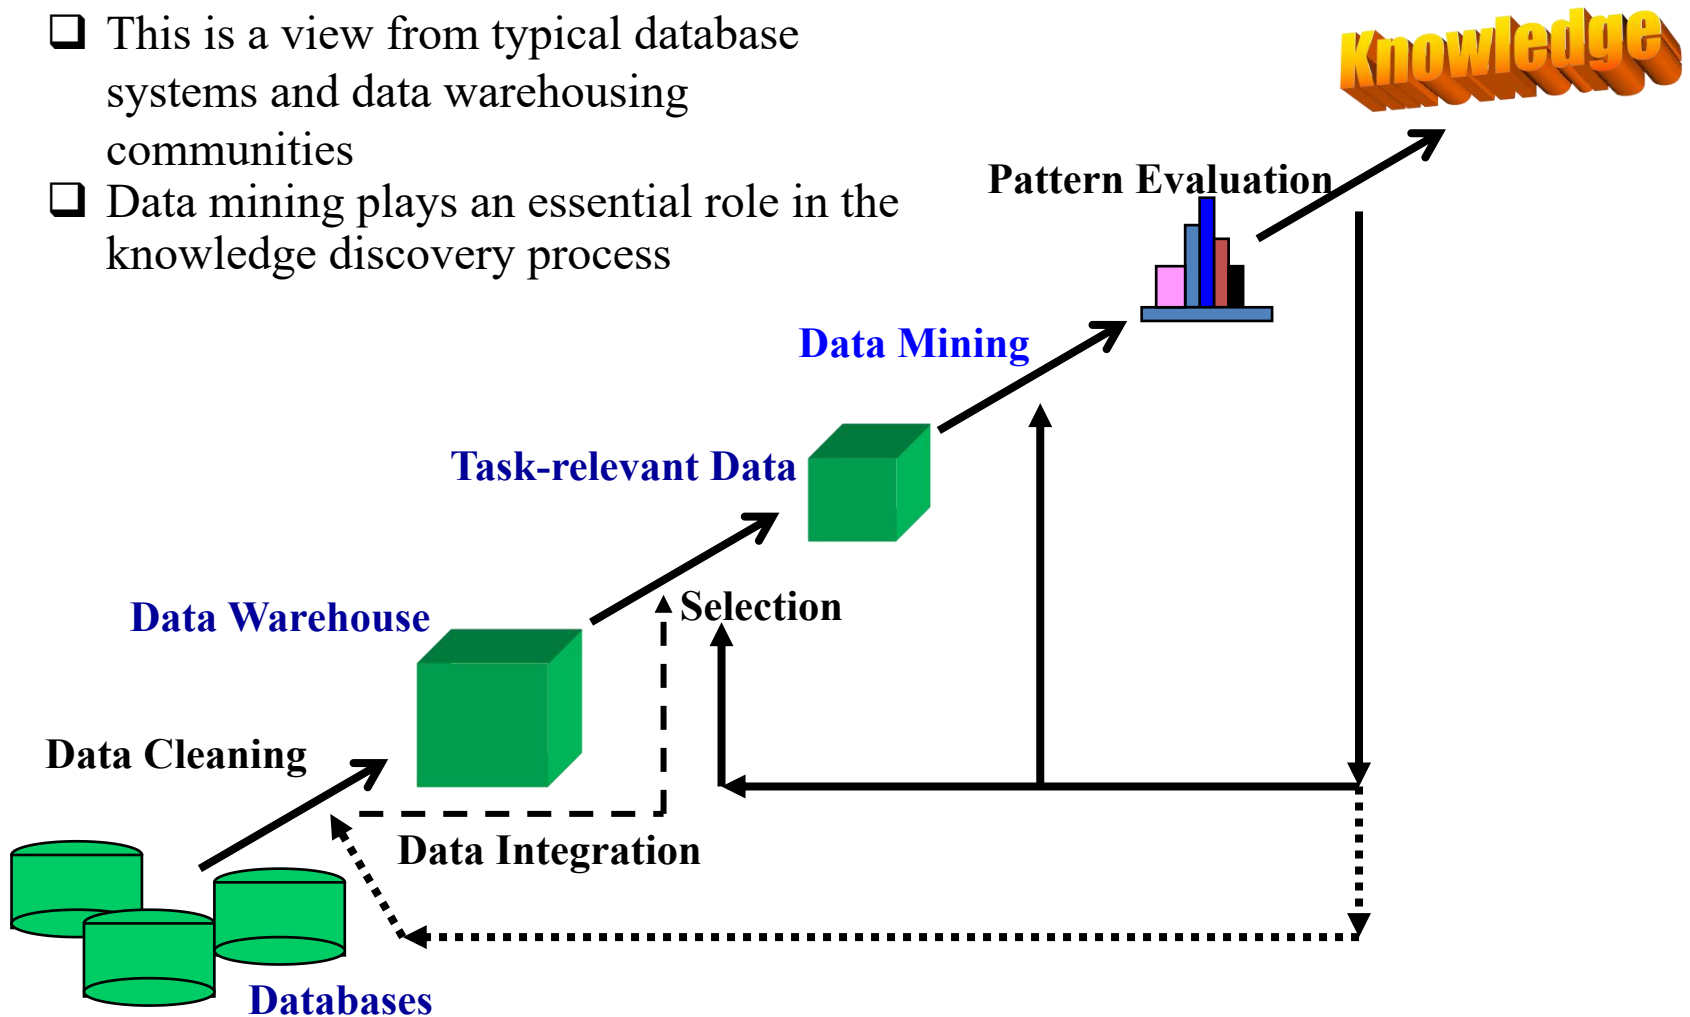 ❑ This is a view from typical database
systems and data warehousing
communities
❑ Data mining plays an essential role in the
knowledge discovery process
Knowledge
Pattern Evaluation
Data Mining
Task-relevant Data
Selection
Data Warehouse
Data Cleaning
Data Integration
Databases